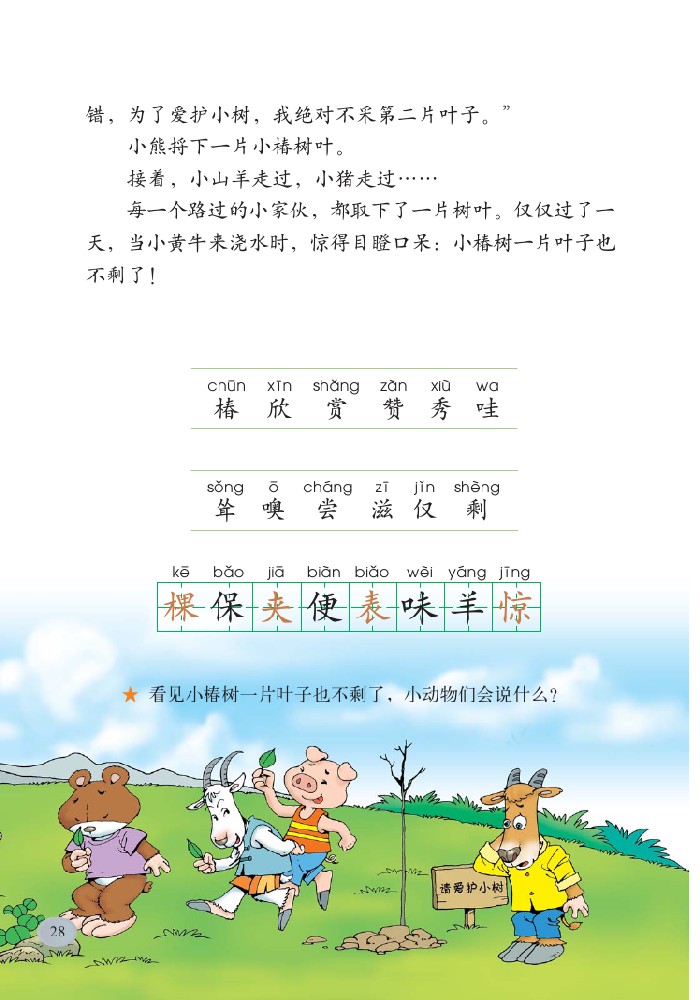 错，为了爱护小树，我绝对不采第二片叶子。”
小熊捋下一片小椿树叶。
接着，小山羊走过，小猪走过……
每一个路过的小家伙，都取下了一片树叶。仅仅过了一
天，当小黄牛来浇水时，惊得目瞪口呆：小椿树一片叶子也
不剩了！
chūn xīn shǎng zàn xiù wa
椿 欣 赏 赞 秀 哇
sǒng ō cháng zī jǐn shèng
耸 噢 尝 滋 仅 剩
kē bǎo jiā biàn biǎo wèi yáng jīng
棵 保 夹 便 表 味 羊 惊
★ 看见小椿树一片叶子也不剩了，小动物们会说什么？
请爱护小树
28